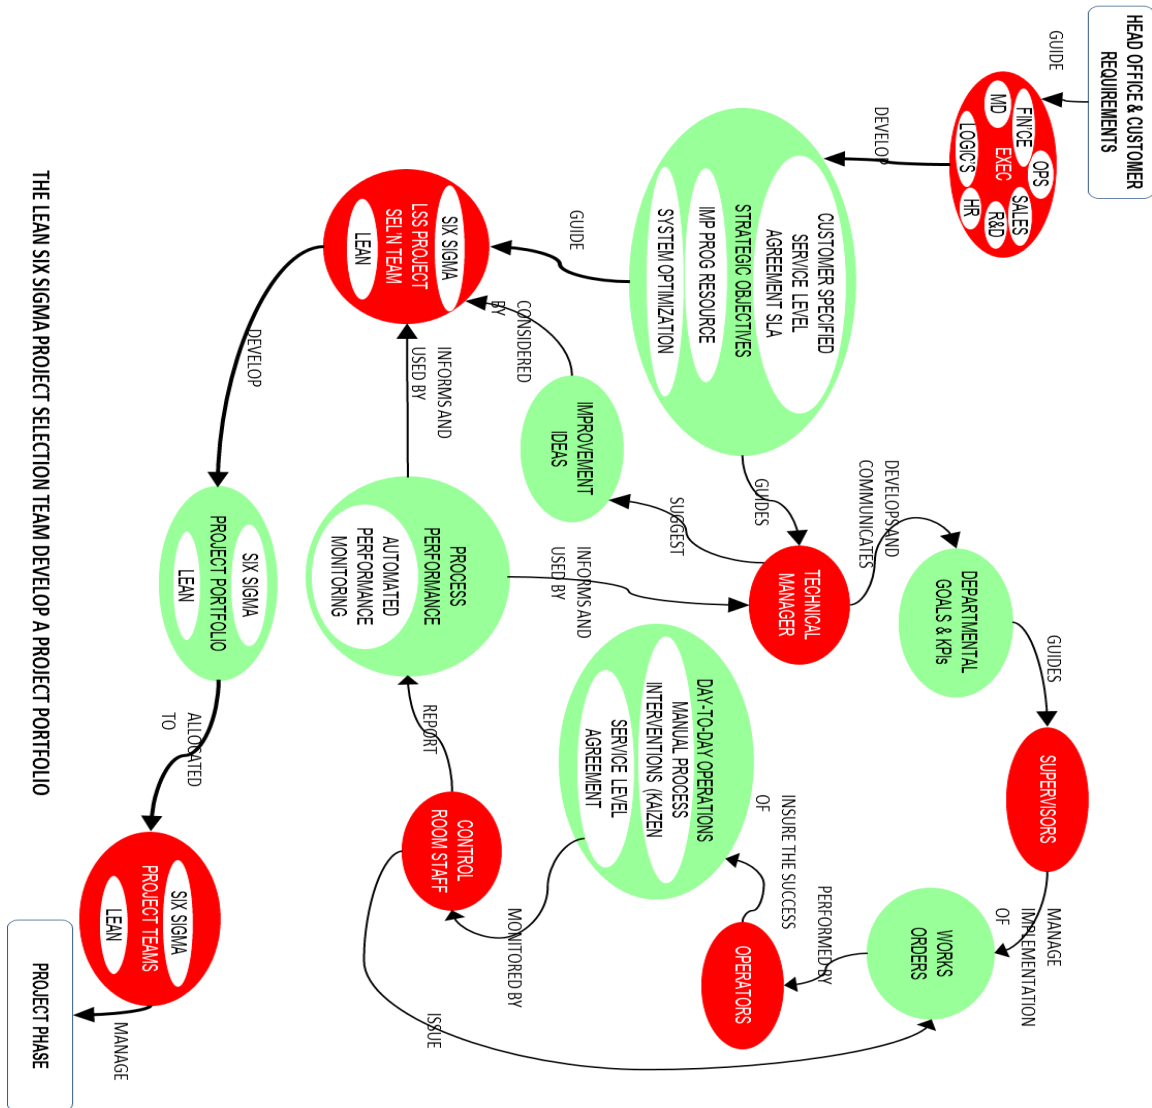 HEAD OFFICE & CUSTOMER
REQUIREMENTS
GUIDE
EXEC
MD
FIN'CE
OPS
SALES
R&D
HR
LOGIC'S
DEVELOP
CUSTOMER SPECIFIED
SERVICE LEVEL
AGREEMENT SLA
STRATEGIC OBJECTIVES
IMP PROG RESOURCE
SYSTEM OPTIMIZATION
GUIDE
SIX SIGMA
LSS PROJECT
SEL'N TEAM
LEAN
CONSIDERED
BY
IMPROVEMENT
IDEAS
SUGGEST
GUIDES
TECHNICAL
MANAGER
DEVELOPS AND
COMMUNICATES
DEPARTMENTAL
GOALS & KPIs
GUIDES
SUPERVISORS
MANAGE
IMPLEMENTATION
OF
WORKS
ORDERS
PERFORMED BY
OPERATORS
INSURE THE SUCCESS
OF
DAY-TO-DAY OPERATIONS
MANUAL PROCESS
INTERVENTIONS (KAIZEN
SERVICE LEVEL
AGREEMENT
MONITORED BY
CONTROL
ROOM STAFF
ISSUE
REPORT
PROCESS
PERFORMANCE
AUTOMATED
PERFORMANCE
MONITORING
INFORMS AND
USED BY
INFORMS AND
USED BY
DEVELOP
SIX SIGMA
PROJECT PORTFOLIO
LEAN
ALLOCATED
TO
SIX SIGMA
PROJECT TEAMS
LEAN
MANAGE
PROJECT PHASE
THE LEAN SIX SIGMA PROJECT SELECTION TEAM DEVELOP A PROJECT PORTFOLIO